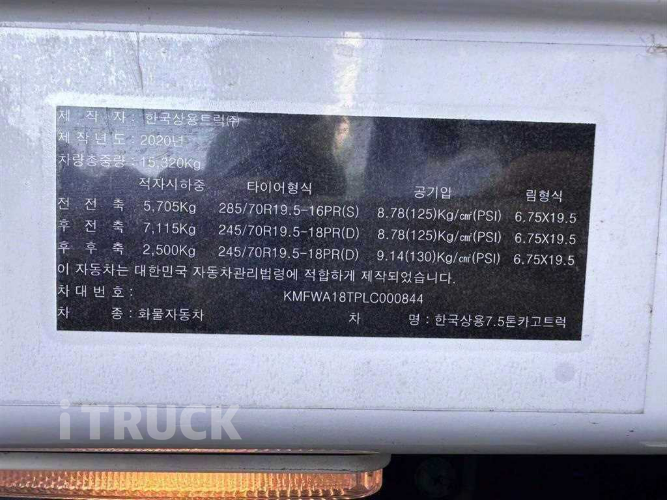 제 작 자 : 한국상용트럭㈜
제작년도 : 2020년
차량총중량 : 15,320Kg
적차시하중 타이어형식 공기압 림형식
전 전 축 5,705Kg 285/70R19.5-16PR(S) 8.78(125)Kg/㎠(PSI) 6.75X19.5
후 전 축 7,115Kg 245/70R19.5-18PR(D) 8.78(125)Kg/㎠(PSI) 6.75X19.5
후 후 축 2,500Kg 245/70R19.5-18PR(D) 9.14(130)Kg/㎠(PSI) 6.75X19.5
이 자동차는 대한민국 자동차관리법령에 적합하게 제작되었습니다.
차 대 번 호 : KMFWA18TPLC000844
차 종 : 화물자동차 차 명 : 한국상용7.5톤카고트럭
iTRUCK